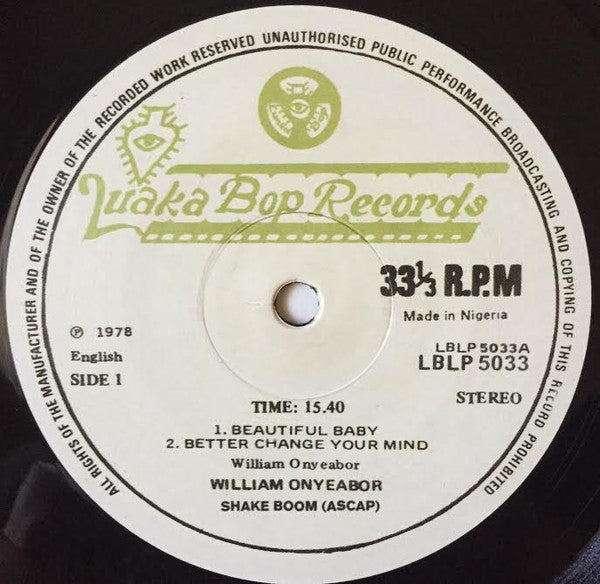 ALL RIGHTS OF THE MANUFACTURER AND OF THE OWNER OF THE RECORDED WORK RESERVED UNAUTHORISED PUBLIC PERFORMANCE BROADCASTING AND COPYING OF THIS RECORD PROHIBITED
Luaka Bop Records
33⅓ R.P.M
Made in Nigeria
℗ 1978
English
SIDE 1
LBLP 5033A
LBLP 5033
STEREO
TIME: 15.40
1. BEAUTIFUL BABY
2. BETTER CHANGE YOUR MIND
William Onyeabor
WILLIAM ONYEABOR
SHAKE BOOM (ASCAP)